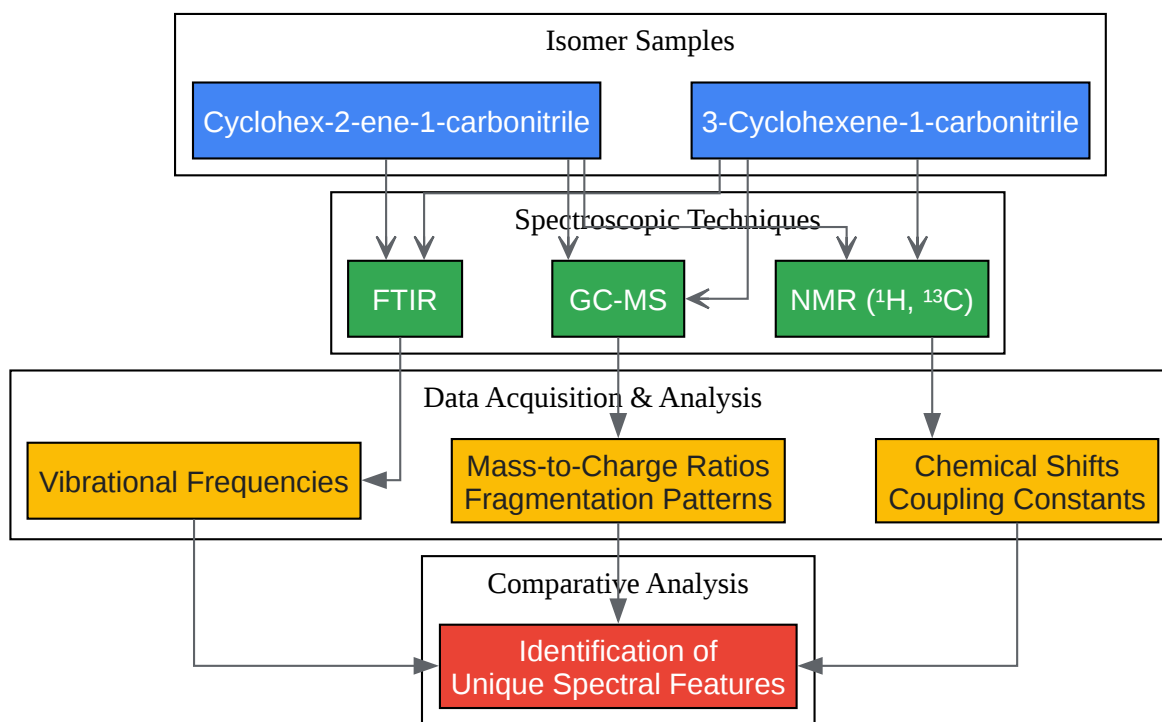 Isomer Samples
Cyclohex-2-ene-1-carbonitrile
3-Cyclohexene-1-carbonitrile
Spectroscopic Techniques
FTIR
GC-MS
NMR (¹H, ¹³C)
Data Acquisition & Analysis
Vibrational Frequencies
Mass-to-Charge Ratios
Fragmentation Patterns
Chemical Shifts
Coupling Constants
Comparative Analysis
Identification of
Unique Spectral Features